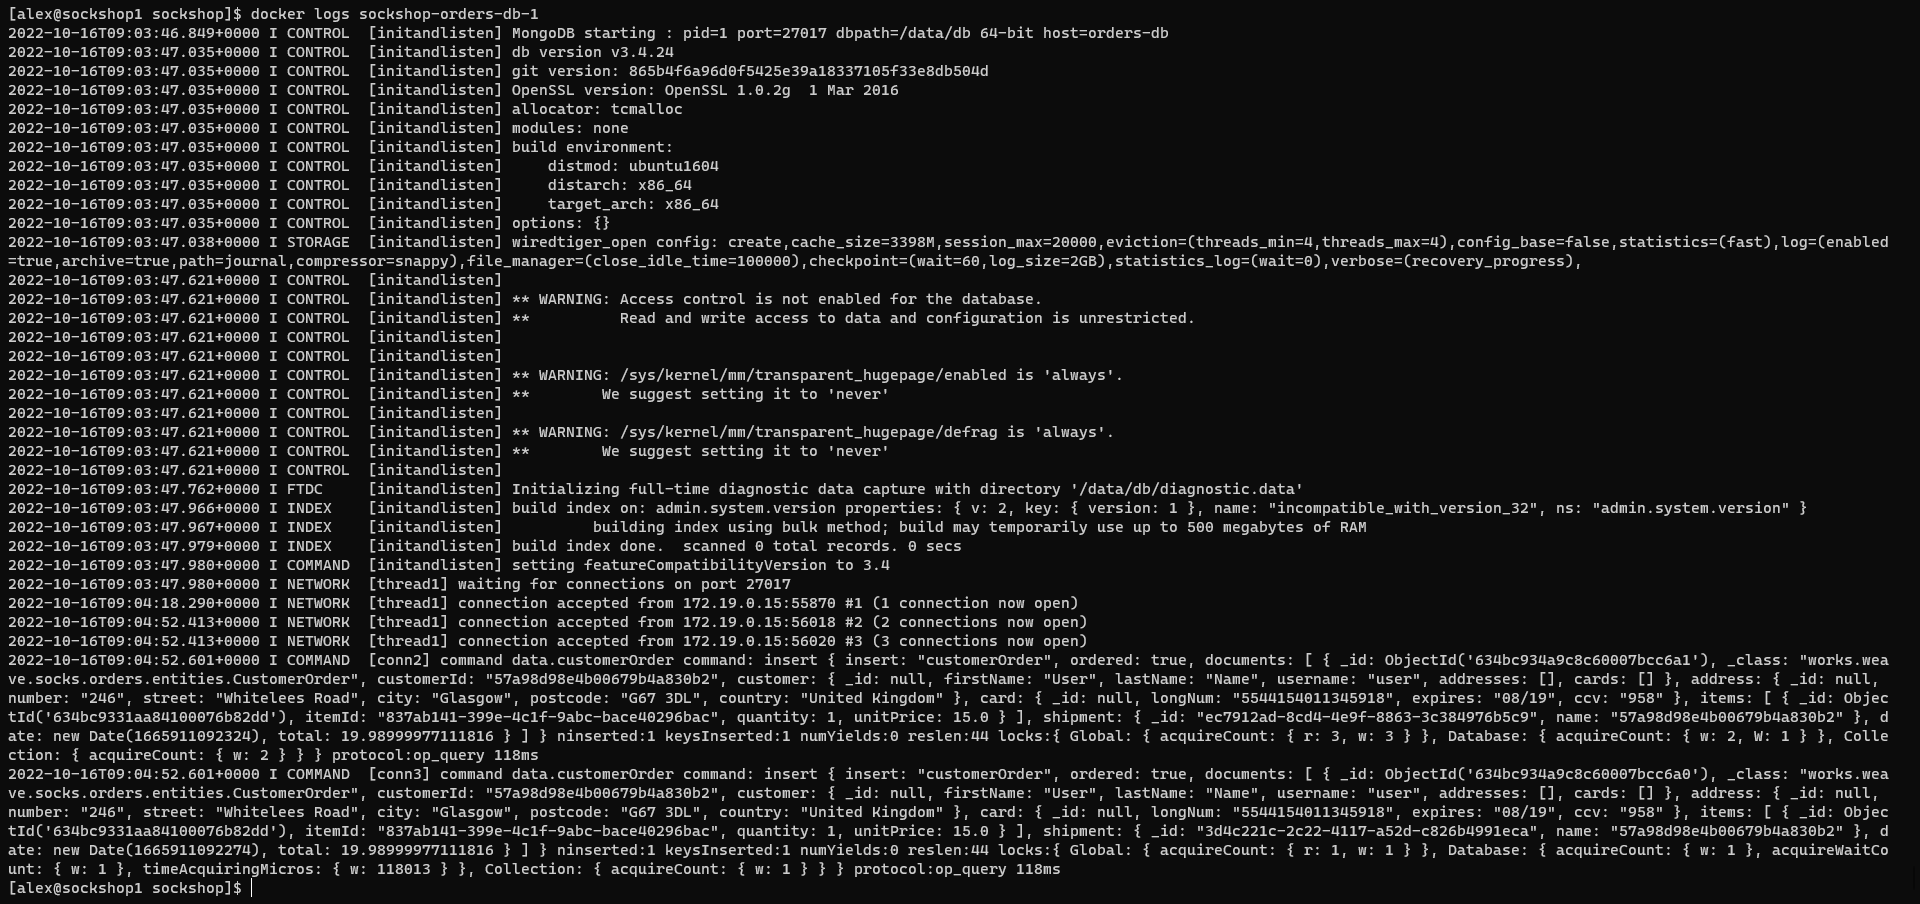 [alex@sockshop1 sockshop]$ docker logs sockshop-orders-db-1
2022-10-16T09:03:46.849+0000 I CONTROL  [initandlisten] MongoDB starting : pid=1 port=27017 dbpath=/data/db 64-bit host=orders-db
2022-10-16T09:03:47.035+0000 I CONTROL  [initandlisten] db version v3.4.24
2022-10-16T09:03:47.035+0000 I CONTROL  [initandlisten] git version: 865b4f6a96d0f5425e39a18337105f33e8db504d
2022-10-16T09:03:47.035+0000 I CONTROL  [initandlisten] OpenSSL version: OpenSSL 1.0.2g  1 Mar 2016
2022-10-16T09:03:47.035+0000 I CONTROL  [initandlisten] allocator: tcmalloc
2022-10-16T09:03:47.035+0000 I CONTROL  [initandlisten] modules: none
2022-10-16T09:03:47.035+0000 I CONTROL  [initandlisten] build environment:
2022-10-16T09:03:47.035+0000 I CONTROL  [initandlisten]     distmod: ubuntu1604
2022-10-16T09:03:47.035+0000 I CONTROL  [initandlisten]     distarch: x86_64
2022-10-16T09:03:47.035+0000 I CONTROL  [initandlisten]     target_arch: x86_64
2022-10-16T09:03:47.035+0000 I CONTROL  [initandlisten] options: {}
2022-10-16T09:03:47.038+0000 I STORAGE  [initandlisten] wiredtiger_open config: create,cache_size=3398M,session_max=20000,eviction=(threads_min=4,threads_max=4),config_base=false,statistics=(fast),log=(enabled
=true,archive=true,path=journal,compressor=snappy),file_manager=(close_idle_time=100000),checkpoint=(wait=60,log_size=2GB),statistics_log=(wait=0),verbose=(recovery_progress),
2022-10-16T09:03:47.621+0000 I CONTROL  [initandlisten]
2022-10-16T09:03:47.621+0000 I CONTROL  [initandlisten] ** WARNING: Access control is not enabled for the database.
2022-10-16T09:03:47.621+0000 I CONTROL  [initandlisten] **          Read and write access to data and configuration is unrestricted.
2022-10-16T09:03:47.621+0000 I CONTROL  [initandlisten]
2022-10-16T09:03:47.621+0000 I CONTROL  [initandlisten]
2022-10-16T09:03:47.621+0000 I CONTROL  [initandlisten] ** WARNING: /sys/kernel/mm/transparent_hugepage/enabled is 'always'.
2022-10-16T09:03:47.621+0000 I CONTROL  [initandlisten] **        We suggest setting it to 'never'
2022-10-16T09:03:47.621+0000 I CONTROL  [initandlisten]
2022-10-16T09:03:47.621+0000 I CONTROL  [initandlisten] ** WARNING: /sys/kernel/mm/transparent_hugepage/defrag is 'always'.
2022-10-16T09:03:47.621+0000 I CONTROL  [initandlisten] **        We suggest setting it to 'never'
2022-10-16T09:03:47.621+0000 I CONTROL  [initandlisten]
2022-10-16T09:03:47.762+0000 I FTDC     [initandlisten] Initializing full-time diagnostic data capture with directory '/data/db/diagnostic.data'
2022-10-16T09:03:47.966+0000 I INDEX    [initandlisten] build index on: admin.system.version properties: { v: 2, key: { version: 1 }, name: "incompatible_with_version_32", ns: "admin.system.version" }
2022-10-16T09:03:47.967+0000 I INDEX    [initandlisten]          building index using bulk method; build may temporarily use up to 500 megabytes of RAM
2022-10-16T09:03:47.979+0000 I INDEX    [initandlisten] build index done.  scanned 0 total records. 0 secs
2022-10-16T09:03:47.980+0000 I COMMAND  [initandlisten] setting featureCompatibilityVersion to 3.4
2022-10-16T09:03:47.980+0000 I NETWORK  [thread1] waiting for connections on port 27017
2022-10-16T09:04:18.290+0000 I NETWORK  [thread1] connection accepted from 172.19.0.15:55870 #1 (1 connection now open)
2022-10-16T09:04:52.413+0000 I NETWORK  [thread1] connection accepted from 172.19.0.15:56018 #2 (2 connections now open)
2022-10-16T09:04:52.413+0000 I NETWORK  [thread1] connection accepted from 172.19.0.15:56020 #3 (3 connections now open)
2022-10-16T09:04:52.601+0000 I COMMAND  [conn2] command data.customerOrder command: insert { insert: "customerOrder", ordered: true, documents: [ { _id: ObjectId('634bc934a9c8c60007bcc6a1'), _class: "works.wea
ve.socks.orders.entities.CustomerOrder", customerId: "57a98d98e4b00679b4a830b2", customer: { _id: null, firstName: "User", lastName: "Name", username: "user", addresses: [], cards: [] }, address: { _id: null,
number: "246", street: "Whitelees Road", city: "Glasgow", postcode: "G67 3DL", country: "United Kingdom" }, card: { _id: null, longNum: "5544154011345918", expires: "08/19", ccv: "958" }, items: [ { _id: Objec
tId('634bc9331aa84100076b82dd'), itemId: "837ab141-399e-4c1f-9abc-bace40296bac", quantity: 1, unitPrice: 15.0 } ], shipment: { _id: "ec7912ad-8cd4-4e9f-8863-3c384976b5c9", name: "57a98d98e4b00679b4a830b2" }, d
ate: new Date(1665911092324), total: 19.98999977111816 } ] } ninserted:1 keysInserted:1 numYields:0 reslen:44 locks:{ Global: { acquireCount: { r: 3, w: 3 } }, Database: { acquireCount: { w: 2, W: 1 } }, Colle
ction: { acquireCount: { w: 2 } } } protocol:op_query 118ms
2022-10-16T09:04:52.601+0000 I COMMAND  [conn3] command data.customerOrder command: insert { insert: "customerOrder", ordered: true, documents: [ { _id: ObjectId('634bc934a9c8c60007bcc6a0'), _class: "works.wea
ve.socks.orders.entities.CustomerOrder", customerId: "57a98d98e4b00679b4a830b2", customer: { _id: null, firstName: "User", lastName: "Name", username: "user", addresses: [], cards: [] }, address: { _id: null,
number: "246", street: "Whitelees Road", city: "Glasgow", postcode: "G67 3DL", country: "United Kingdom" }, card: { _id: null, longNum: "5544154011345918", expires: "08/19", ccv: "958" }, items: [ { _id: Objec
tId('634bc9331aa84100076b82dd'), itemId: "837ab141-399e-4c1f-9abc-bace40296bac", quantity: 1, unitPrice: 15.0 } ], shipment: { _id: "3d4c221c-2c22-4117-a52d-c826b4991eca", name: "57a98d98e4b00679b4a830b2" }, d
ate: new Date(1665911092274), total: 19.98999977111816 } ] } ninserted:1 keysInserted:1 numYields:0 reslen:44 locks:{ Global: { acquireCount: { r: 1, w: 1 } }, Database: { acquireCount: { w: 1 }, acquireWaitCo
unt: { w: 1 }, timeAcquiringMicros: { w: 118013 } }, Collection: { acquireCount: { w: 1 } } } protocol:op_query 118ms
[alex@sockshop1 sockshop]$